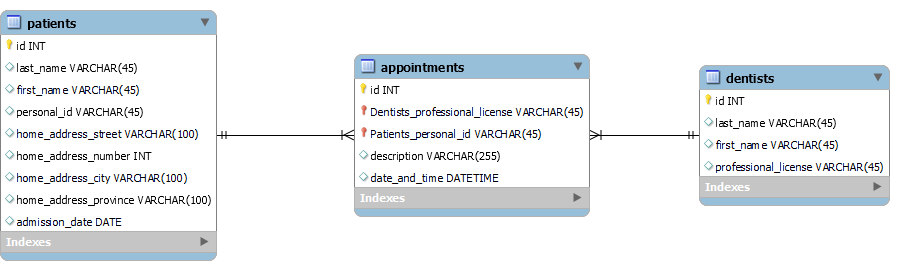 patients
id INT
last_name VARCHAR(45)
first_name VARCHAR(45)
personal_id VARCHAR(45)
home_address_street VARCHAR(100)
home_address_number INT
home_address_city VARCHAR(100)
home_address_province VARCHAR(100)
admission_date DATE
Indexes
appointments
id INT
Dentists_professional_license VARCHAR(45)
Patients_personal_id VARCHAR(45)
description VARCHAR(255)
date_and_time DATETIME
Indexes
dentists
id INT
last_name VARCHAR(45)
first_name VARCHAR(45)
professional_license VARCHAR(45)
Indexes